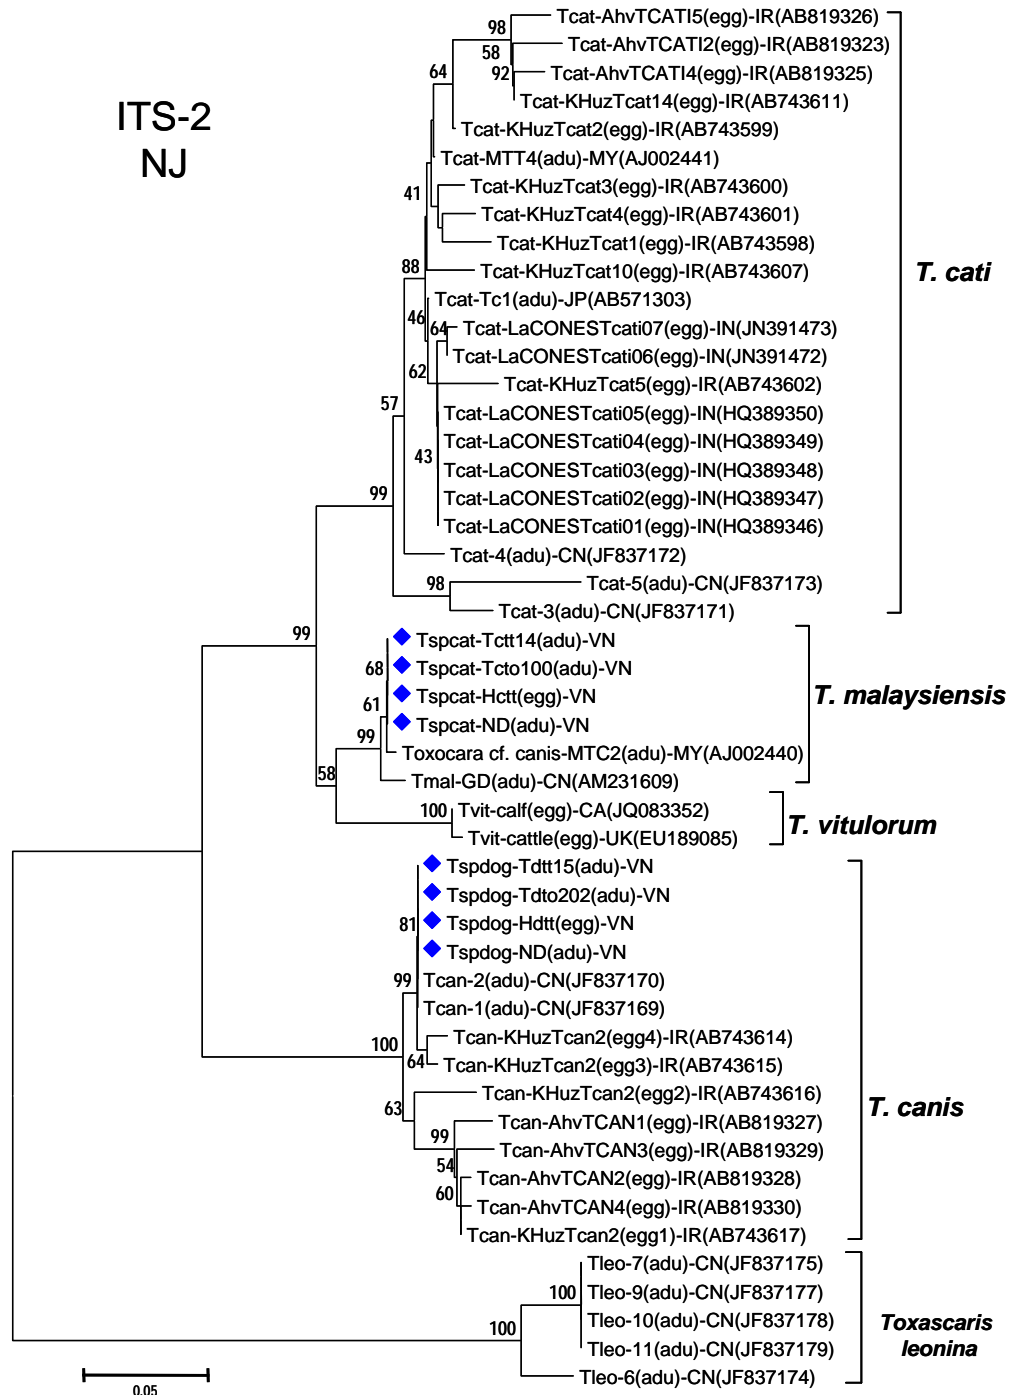 ITS-2
NJ
98
Tcat-AhvTCATI5(egg)-IR(AB819326)
58
Tcat-AhvTCATI2(egg)-IR(AB819323)
64
92
Tcat-AhvTCATI4(egg)-IR(AB819325)
Tcat-KHuzTcat14(egg)-IR(AB743611)
Tcat-KHuzTcat2(egg)-IR(AB743599)
Tcat-MTT4(adu)-MY(AJ002441)
41
Tcat-KHuzTcat3(egg)-IR(AB743600)
Tcat-KHuzTcat4(egg)-IR(AB743601)
Tcat-KHuzTcat1(egg)-IR(AB743598)
88
Tcat-KHuzTcat10(egg)-IR(AB743607)
T. cati
Tcat-Tc1(adu)-JP(AB571303)
46
64
Tcat-LaCONESTcati07(egg)-IN(JN391473)
Tcat-LaCONESTcati06(egg)-IN(JN391472)
62
Tcat-KHuzTcat5(egg)-IR(AB743602)
57
Tcat-LaCONESTcati05(egg)-IN(HQ389350)
Tcat-LaCONESTcati04(egg)-IN(HQ389349)
43
Tcat-LaCONESTcati03(egg)-IN(HQ389348)
99
Tcat-LaCONESTcati02(egg)-IN(HQ389347)
Tcat-LaCONESTcati01(egg)-IN(HQ389346)
Tcat-4(adu)-CN(JF837172)
98
Tcat-5(adu)-CN(JF837173)
Tcat-3(adu)-CN(JF837171)
99
Tspcat-Tctt14(adu)-VN
68
Tspcat-Tcto100(adu)-VN
61
Tspcat-Hctt(egg)-VN
T. malaysiensis
Tspcat-ND(adu)-VN
99
Toxocara cf. canis-MTC2(adu)-MY(AJ002440)
58
Tmal-GD(adu)-CN(AM231609)
100
Tvit-calf(egg)-CA(JQ083352)
T. vitulorum
Tvit-cattle(egg)-UK(EU189085)
Tspdog-Tdtt15(adu)-VN
Tspdog-Tdto202(adu)-VN
81
Tspdog-Hdtt(egg)-VN
Tspdog-ND(adu)-VN
99
Tcan-2(adu)-CN(JF837170)
Tcan-1(adu)-CN(JF837169)
100
Tcan-KHuzTcan2(egg4)-IR(AB743614)
64
Tcan-KHuzTcan2(egg3)-IR(AB743615)
Tcan-KHuzTcan2(egg2)-IR(AB743616)
63
T. canis
Tcan-AhvTCAN1(egg)-IR(AB819327)
99
Tcan-AhvTCAN3(egg)-IR(AB819329)
54
Tcan-AhvTCAN2(egg)-IR(AB819328)
60
Tcan-AhvTCAN4(egg)-IR(AB819330)
Tcan-KHuzTcan2(egg1)-IR(AB743617)
Tleo-7(adu)-CN(JF837175)
100
Tleo-9(adu)-CN(JF837177)
100
Tleo-10(adu)-CN(JF837178)
Toxascaris
leonina
Tleo-11(adu)-CN(JF837179)
Tleo-6(adu)-CN(JF837174)
0.05